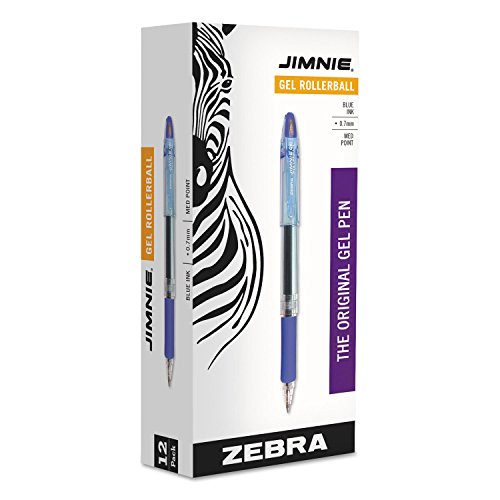 JIMNIE®
GEL ROLLERBALL
BLUE
INK
• 0.7mm
MED
POINT
THE ORIGINAL GEL PEN
ZEBRA
JIMNIE® GEL ROLLERBALL
BLUE INK • 0.7mm MED POINT
12
Pack